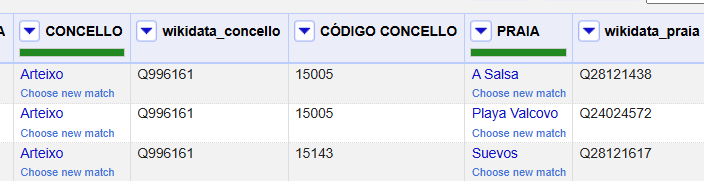 A CONCELLO wikidata_concello CÓDIGO CONCELLO PRAIA wikidata_praia
Arteixo Q996161 15005 A Salsa Q28121438
Choose new match Choose new match
Arteixo Q996161 15005 Playa Valcovo Q24024572
Choose new match Choose new match
Arteixo Q996161 15143 Suevos Q28121617
Choose new match Choose new match